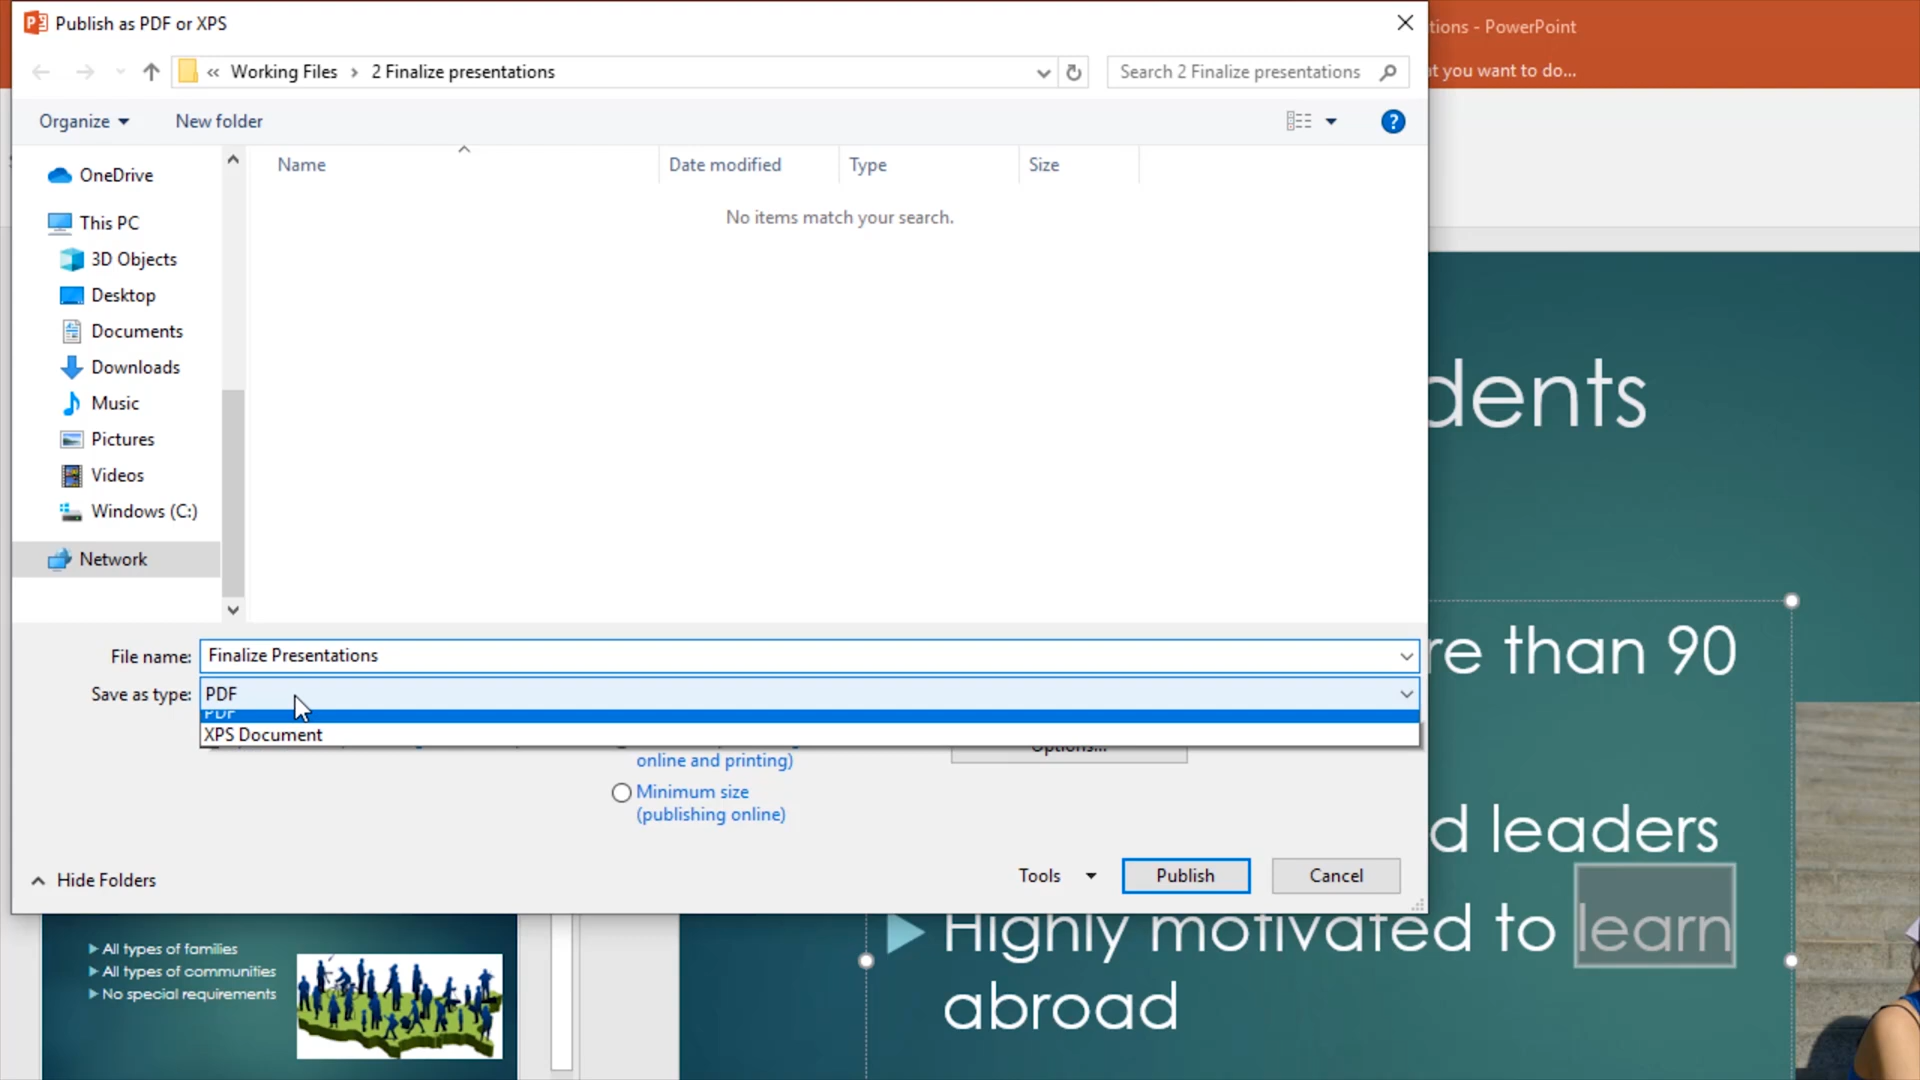 Publish as PDF or XPS
tions - PowerPoint
« Working Files > 2 Finalize presentations
Search 2 Finalize presentations
t you want to do...
Organize
New folder
?
Name
Date modified
Type
Size
No items match your search.
OneDrive
This PC
3D Objects
Desktop
Documents
Downloads
Music
Pictures
Videos
Windows (C:)
Network
dents
File name: Finalize Presentations
Save as type: PDF
PDF
XPS Document
Options...
online and printing)
Minimum size
(publishing online)
Hide Folders
Tools
Publish
Cancel
re than 90
d leaders
Highly motivated to learn
abroad
All types of families
All types of communities
No special requirements